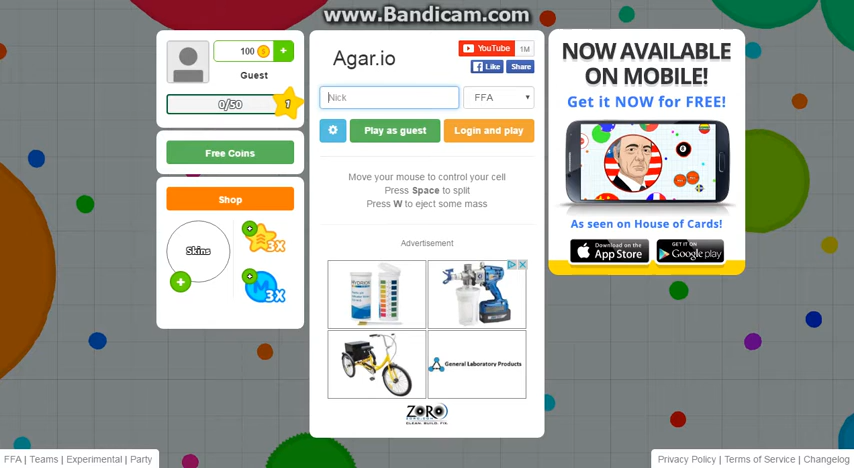 www.Bandicam.com
100
+
Guest
0/50
1
Free Coins
Shop
Skins
+
+
3X
+
3X
Agar.io
YouTube
1M
Like
Share
Nick
FFA
Play as guest
Login and play
Move your mouse to control your cell
Press Space to split
Press W to eject some mass
Advertisement
General Laboratory Products
ZORO
CLEAN. BUILD. FIX.
NOW AVAILABLE
ON MOBILE!
Get it NOW for FREE!
8
As seen on House of Cards!
Download on the
App Store
GET IT ON
Google play
FFA | Teams | Experimental | Party
Privacy Policy | Terms of Service | Changelog